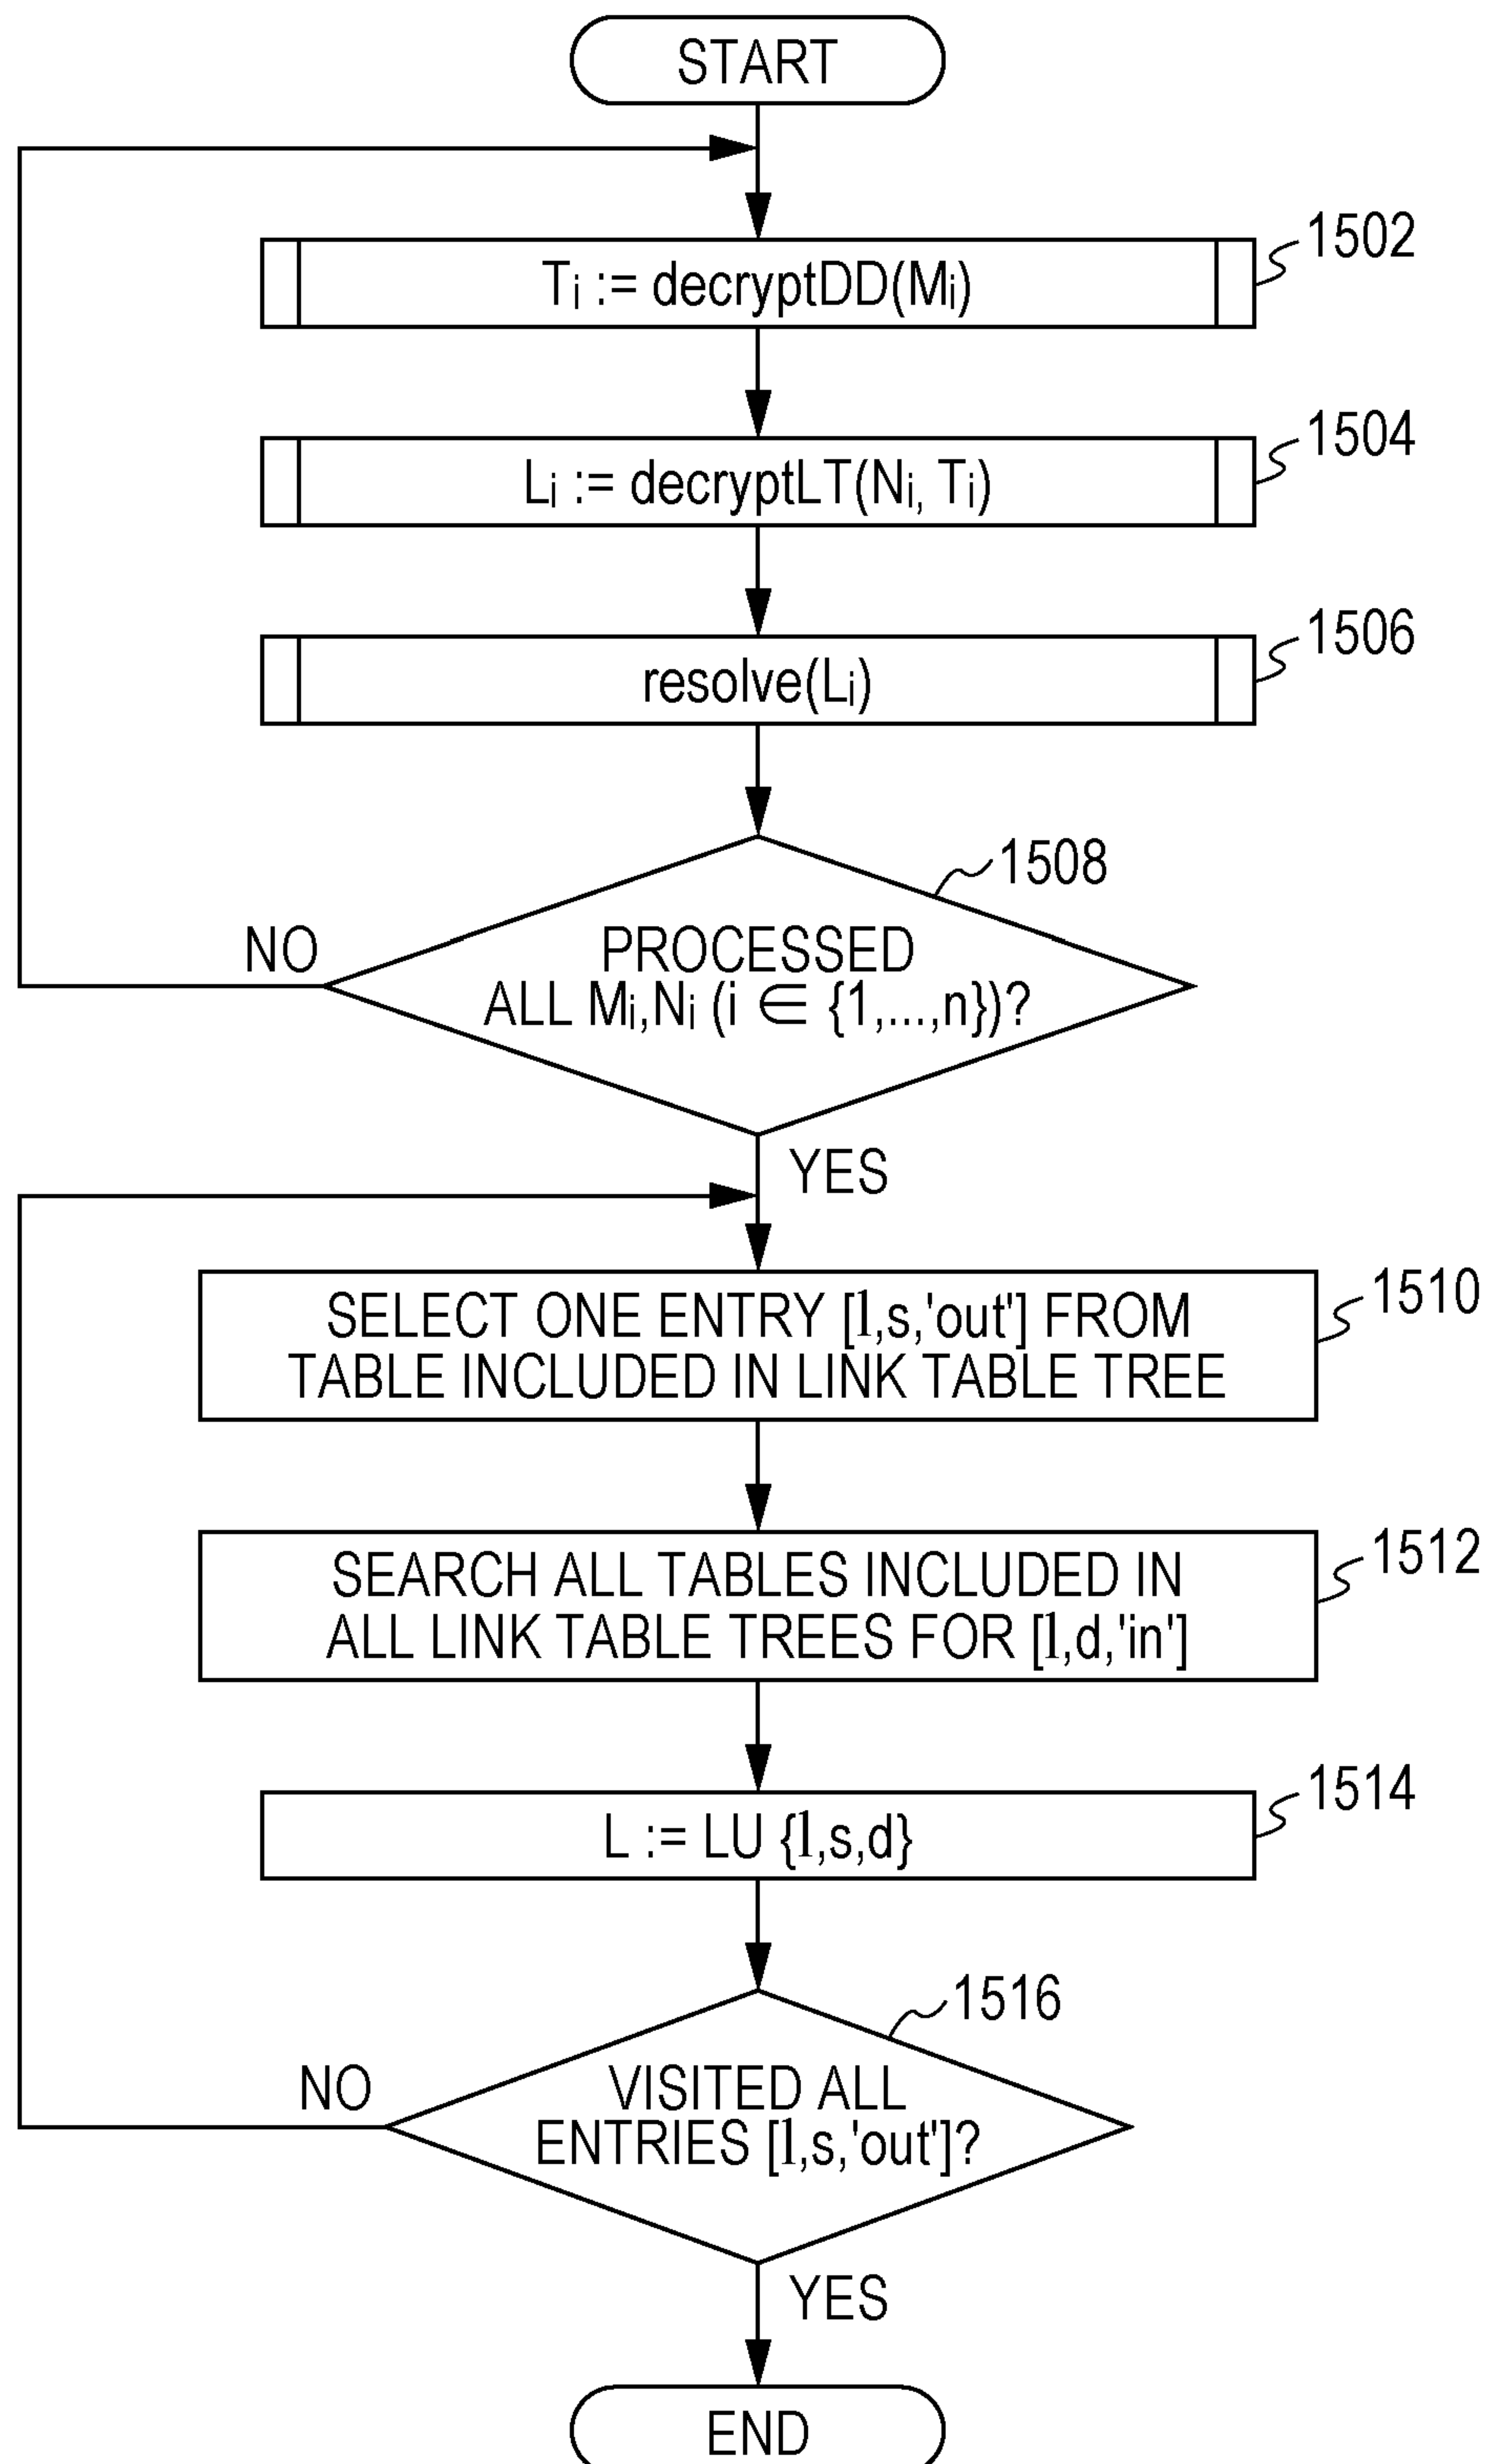 START
1502
Ti := decryptDD(Mi)
1504
Li := decryptLT(Ni, Ti)
1506
resolve(Li)
1508
NO
PROCESSED
ALL Mi,Ni (i ∈ {1,...,n})?
YES
1510
SELECT ONE ENTRY [l,s,'out'] FROM
TABLE INCLUDED IN LINK TABLE TREE
1512
SEARCH ALL TABLES INCLUDED IN
ALL LINK TABLE TREES FOR [l,d,'in']
1514
L := LU {l,s,d}
1516
NO
VISITED ALL
ENTRIES [l,s,'out']?
YES
END